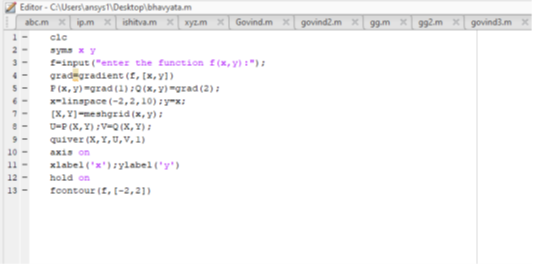 Editor - C:\Users\ansys1\Desktop\bhavyata.m
abc.m ip.m ishitva.m xyz.m Govind.m govind2.m gg.m gg2.m govind3.m
1 - clc
2 - syms x y
3 - f=input("enter the function f(x,y):");
4 - grad=gradient(f,[x,y])
5 - P(x,y)=grad(1);Q(x,y)=grad(2);
6 - x=linspace(-2,2,10);y=x;
7 - [X,Y]=meshgrid(x,y);
8 - U=P(X,Y);V=Q(X,Y);
9 - quiver(X,Y,U,V,1)
10 - axis on
11 - xlabel('x');ylabel('y')
12 - hold on
13 - fcontour(f,[-2,2])